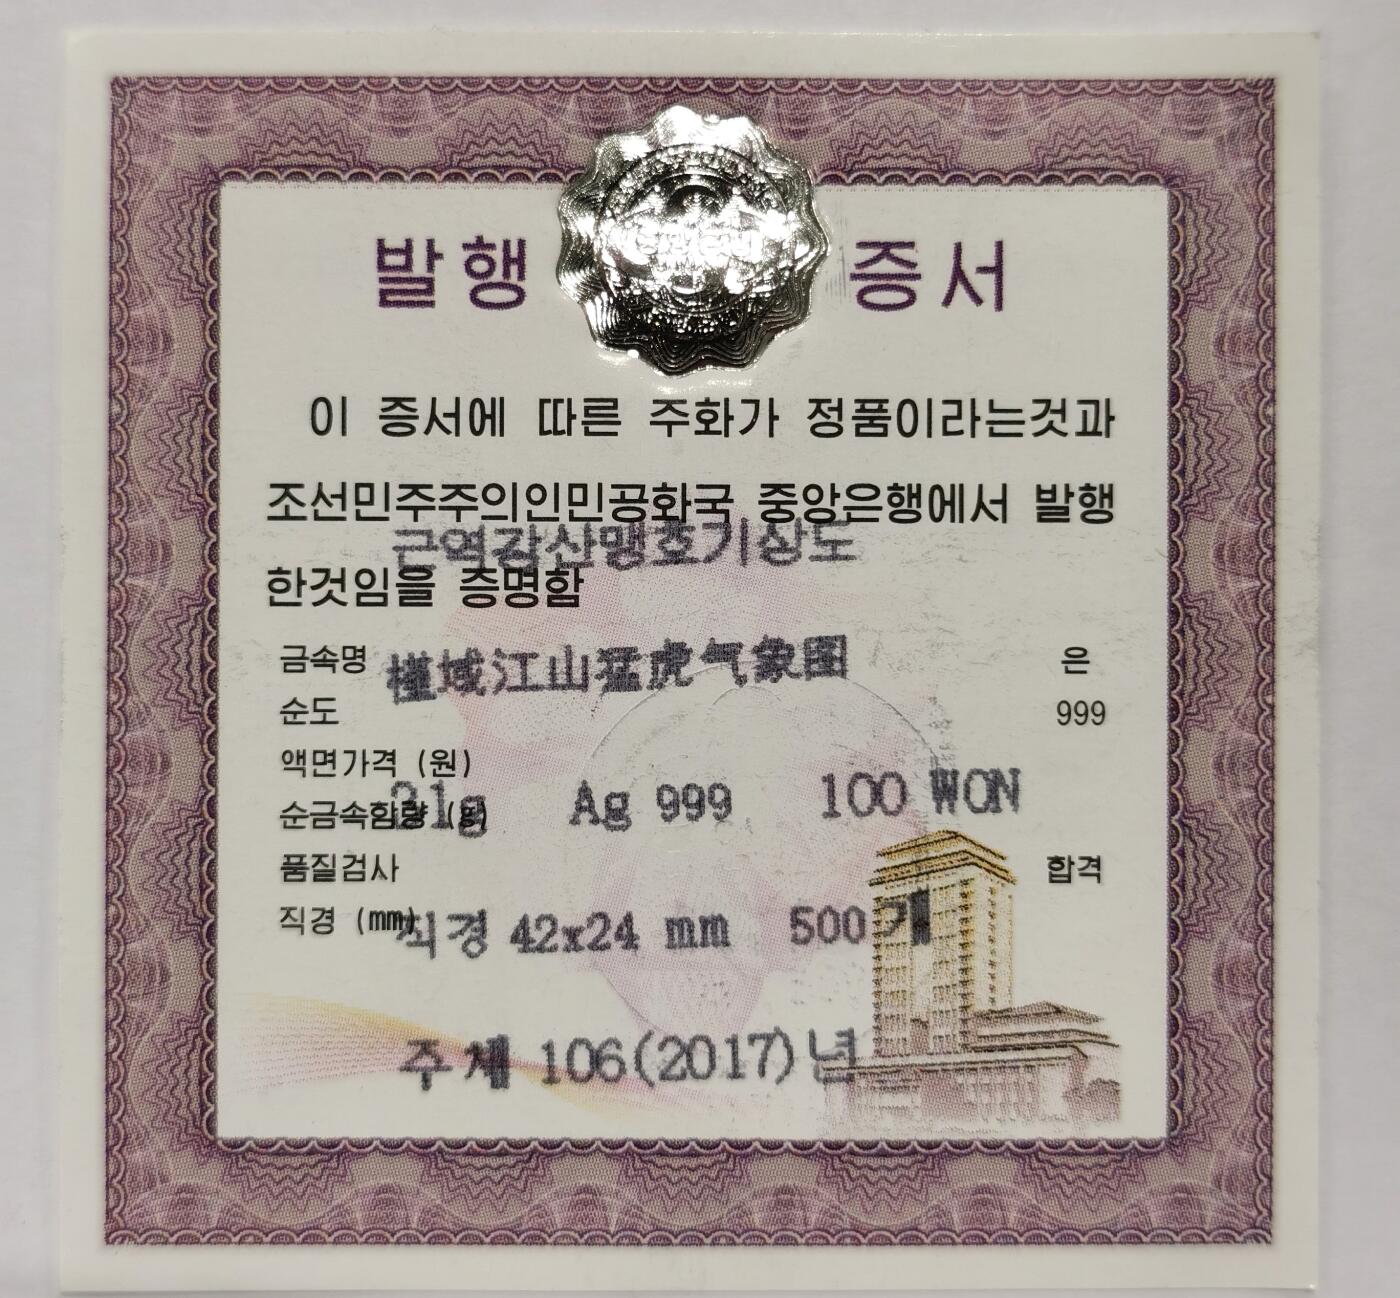 발행 증서
이 증서에 따른 주화가 정품이라는것과
조선민주주의인민공화국 중앙은행에서 발행
근역강산맹호기상도
한것임을 증명함
금속명 은
槿域江山猛虎气象图
순도 999
액면가격 (원)
21g Ag 999 100 WON
순금속함량 (g)
품질검사 합격
직경 (mm)
직경 42x24 mm 500개
주체 106(2017)년